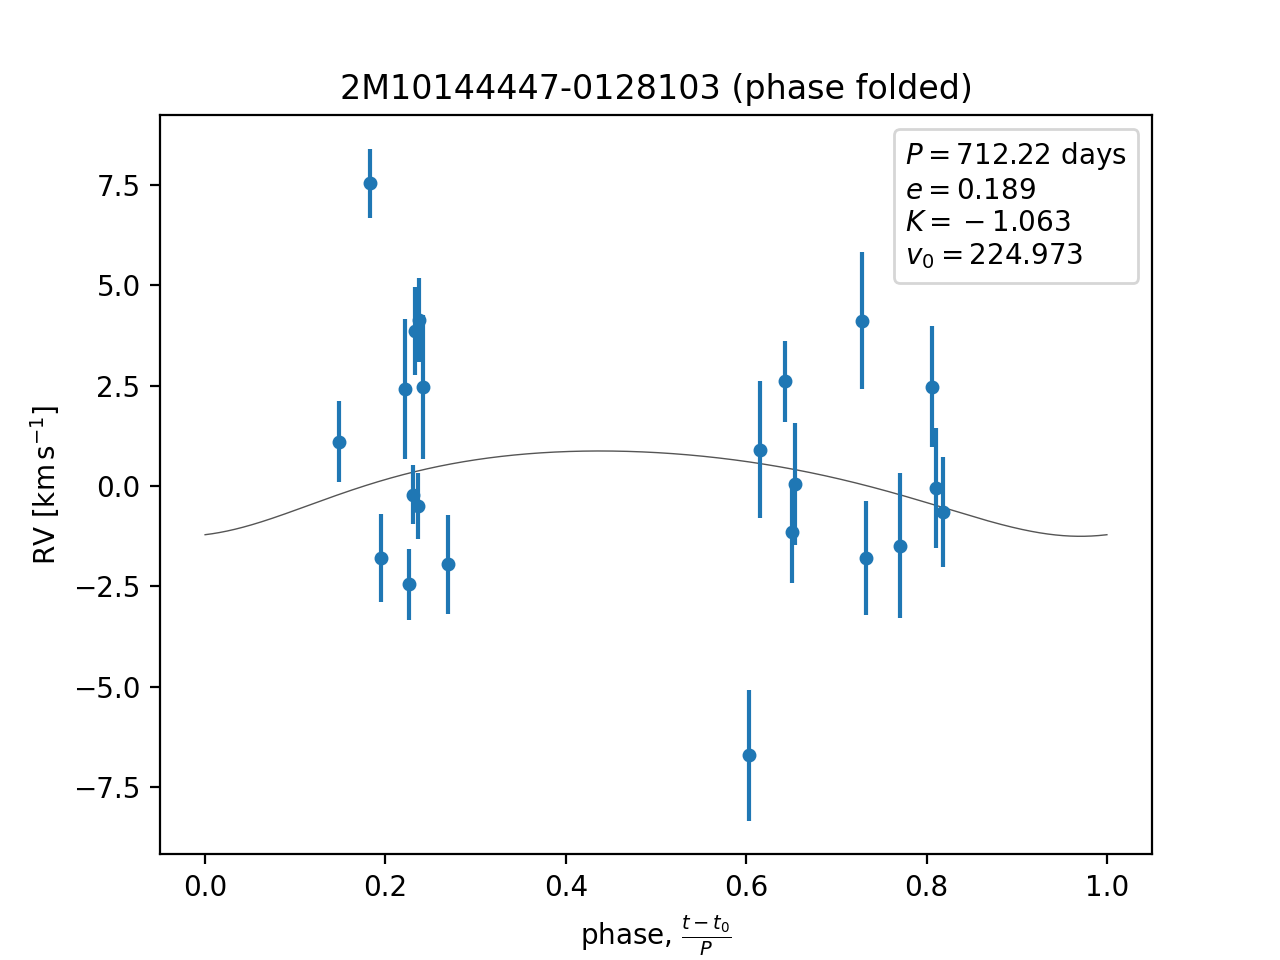 2M10144447-0128103 (phase folded)
P = 712.22 days
e = 0.189
K = −1.063
v₀ = 224.973
7.5
5.0
2.5
0.0
−2.5
−5.0
−7.5
RV [km s⁻¹]
0.0 0.2 0.4 0.6 0.8 1.0
phase, (t − t₀)/P